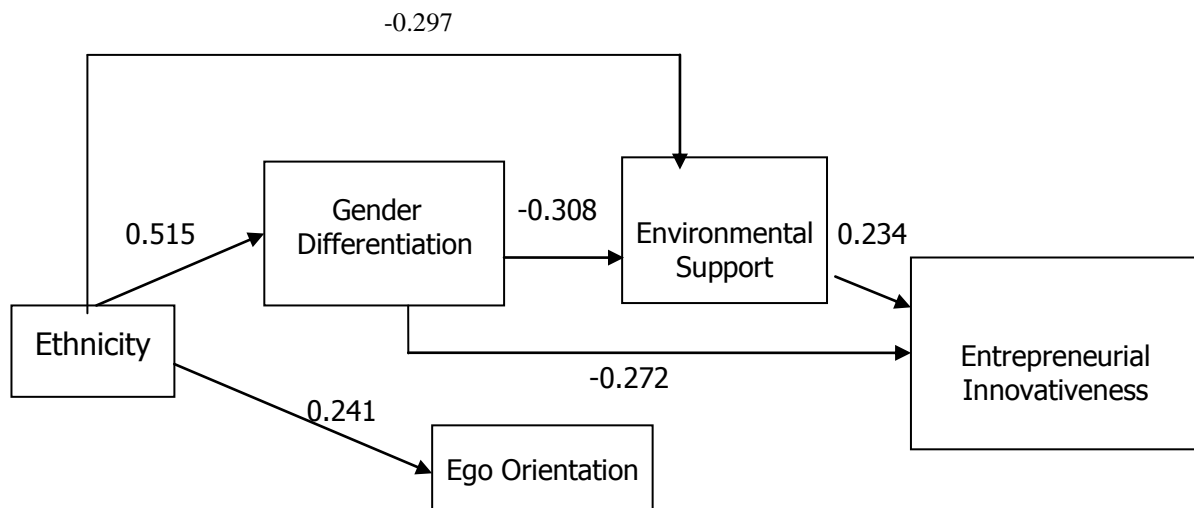 -0.297
Gender
Differentiation
-0.308
Environmental
Support
0.515
0.234
Ethnicity
Entrepreneurial
Innovativeness
-0.272
0.241
Ego Orientation